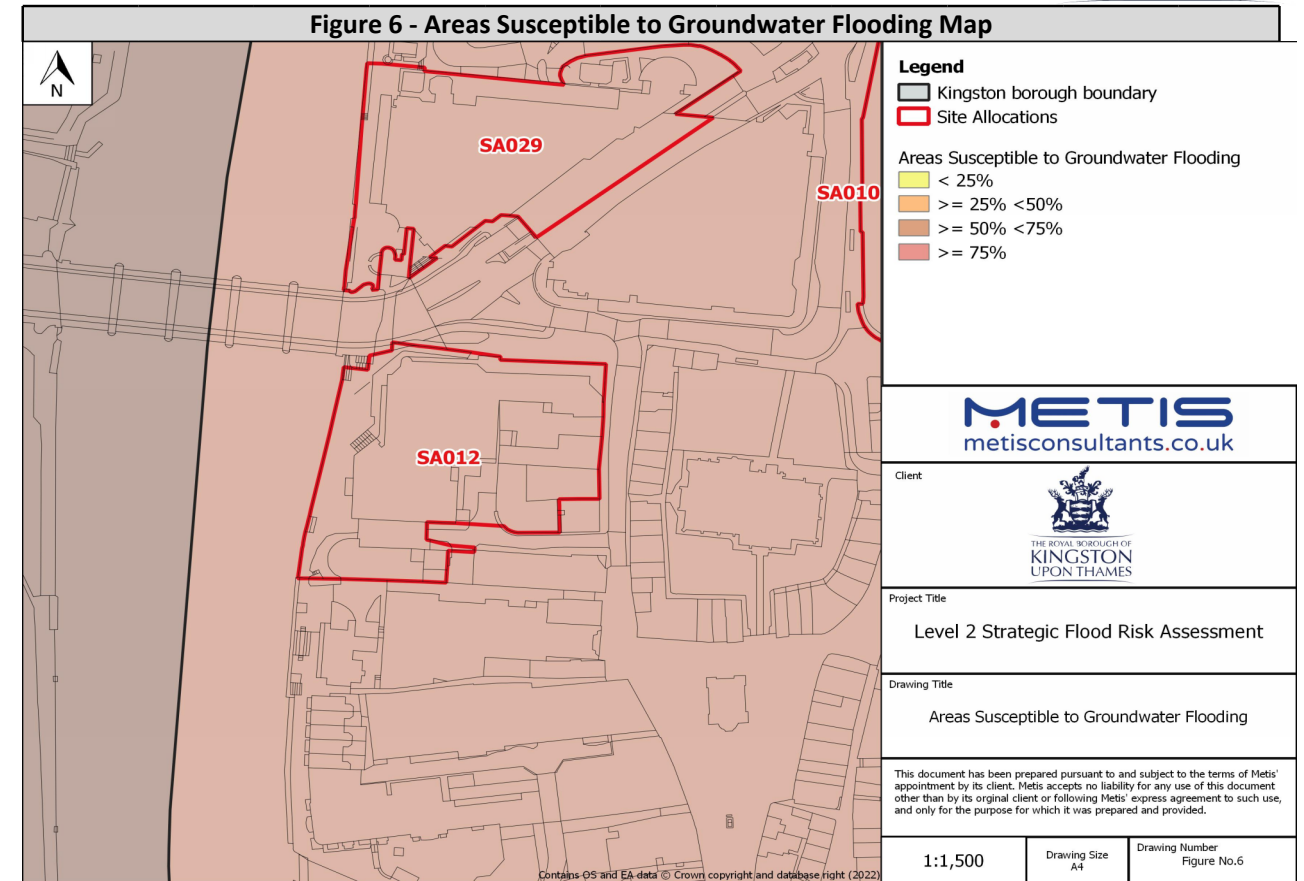 Figure 6 - Areas Susceptible to Groundwater Flooding Map
N
SA029
SA010
SA012
Contains OS and EA data © Crown copyright and database right (2022)
Legend
Kingston borough boundary
Site Allocations
Areas Susceptible to Groundwater Flooding
< 25%
>= 25% <50%
>= 50% <75%
>= 75%
METIS
metisconsultants.co.uk
Client
THE ROYAL BOROUGH OF
KINGSTON
UPON THAMES
Project Title
Level 2 Strategic Flood Risk Assessment
Drawing Title
Areas Susceptible to Groundwater Flooding
This document has been prepared pursuant to and subject to the terms of Metis'
appointment by its client. Metis accepts no liability for any use of this document
other than by its orginal client or following Metis' express agreement to such use,
and only for the purpose for which it was prepared and provided.
1:1,500
Drawing Size
A4
Drawing Number
Figure No.6